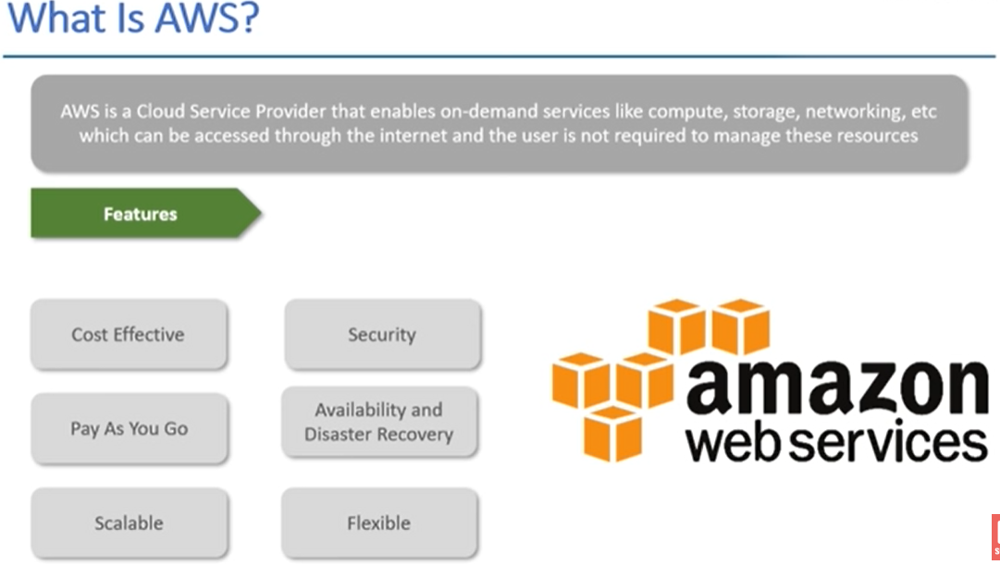 What Is AWS?
AWS is a Cloud Service Provider that enables on-demand services like compute, storage, networking, etc
which can be accessed through the internet and the user is not required to manage these resources
Features
Cost Effective
Security
Pay As You Go
Availability and
Disaster Recovery
Scalable
Flexible
amazon
web services